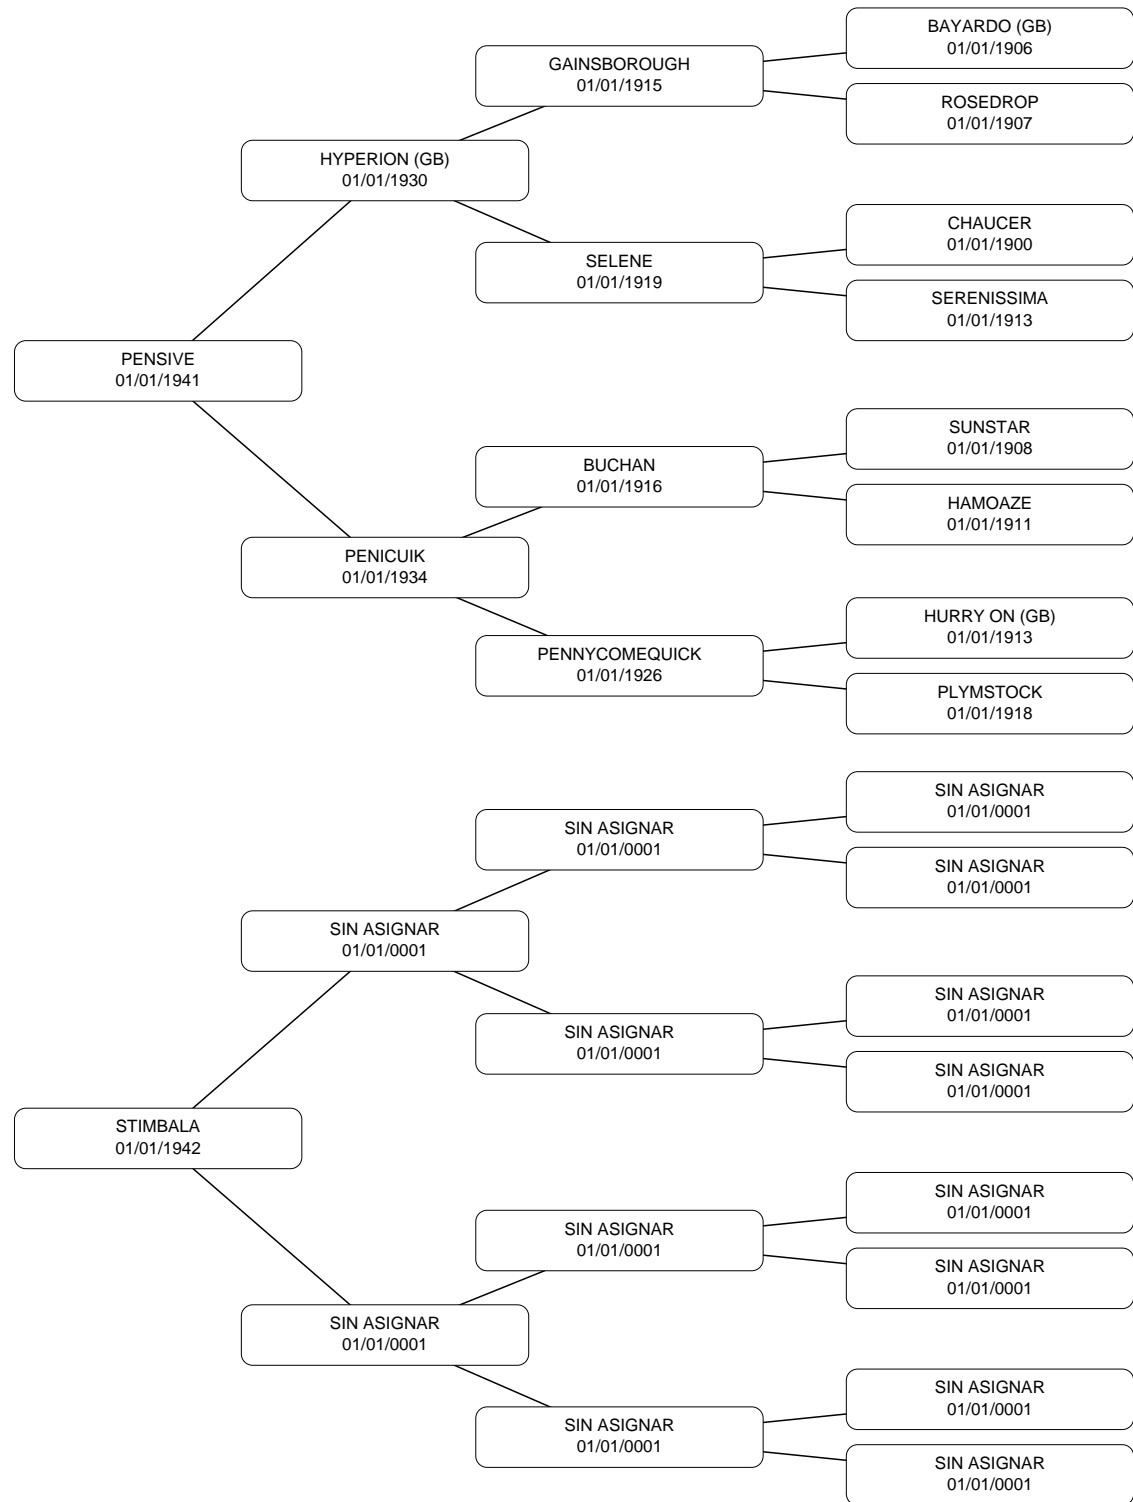 BAYARDO (GB)
01/01/1906
GAINSBOROUGH
01/01/1915
ROSEDROP
01/01/1907
HYPERION (GB)
01/01/1930
CHAUCER
01/01/1900
SELENE
01/01/1919
SERENISSIMA
01/01/1913
PENSIVE
01/01/1941
SUNSTAR
01/01/1908
BUCHAN
01/01/1916
HAMOAZE
01/01/1911
PENICUIK
01/01/1934
HURRY ON (GB)
01/01/1913
PENNYCOMEQUICK
01/01/1926
PLYMSTOCK
01/01/1918
SIN ASIGNAR
01/01/0001
SIN ASIGNAR
01/01/0001
SIN ASIGNAR
01/01/0001
SIN ASIGNAR
01/01/0001
SIN ASIGNAR
01/01/0001
SIN ASIGNAR
01/01/0001
SIN ASIGNAR
01/01/0001
STIMBALA
01/01/1942
SIN ASIGNAR
01/01/0001
SIN ASIGNAR
01/01/0001
SIN ASIGNAR
01/01/0001
SIN ASIGNAR
01/01/0001
SIN ASIGNAR
01/01/0001
SIN ASIGNAR
01/01/0001
SIN ASIGNAR
01/01/0001